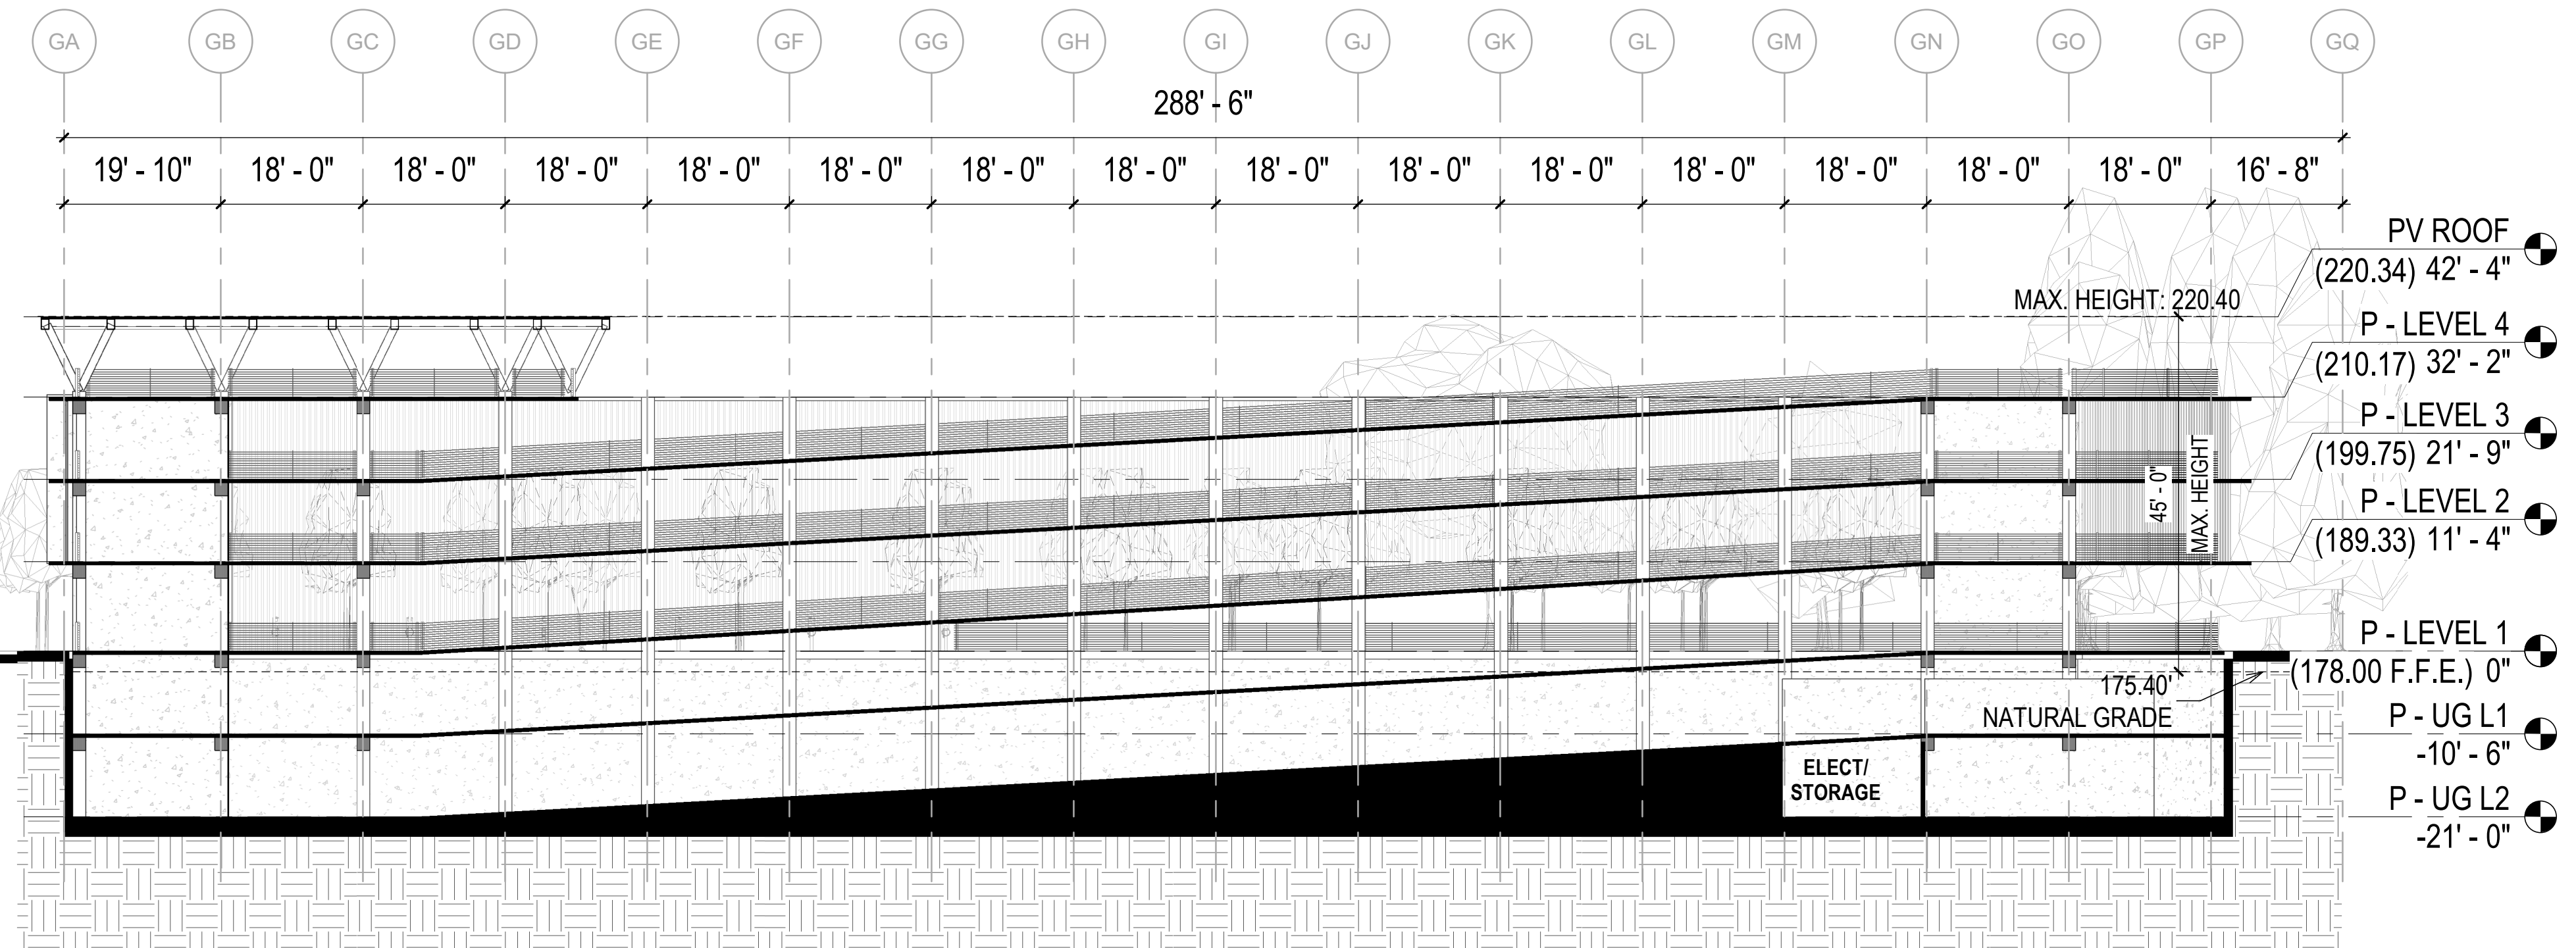 GA GB GC GD GE GF GG GH GI GJ GK GL GM GN GO GP GQ
288' - 6"
19' - 10" 18' - 0" 18' - 0" 18' - 0" 18' - 0" 18' - 0" 18' - 0" 18' - 0" 18' - 0" 18' - 0" 18' - 0" 18' - 0" 18' - 0" 18' - 0" 18' - 0" 16' - 8"
PV ROOF
(220.34) 42' - 4"
MAX. HEIGHT: 220.40
P - LEVEL 4
(210.17) 32' - 2"
P - LEVEL 3
(199.75) 21' - 9"
45' - 0"
MAX. HEIGHT
P - LEVEL 2
(189.33) 11' - 4"
P - LEVEL 1
(178.00 F.F.E.) 0"
175.40'
NATURAL GRADE
P - UG L1
-10' - 6"
ELECT/
STORAGE
P - UG L2
-21' - 0"